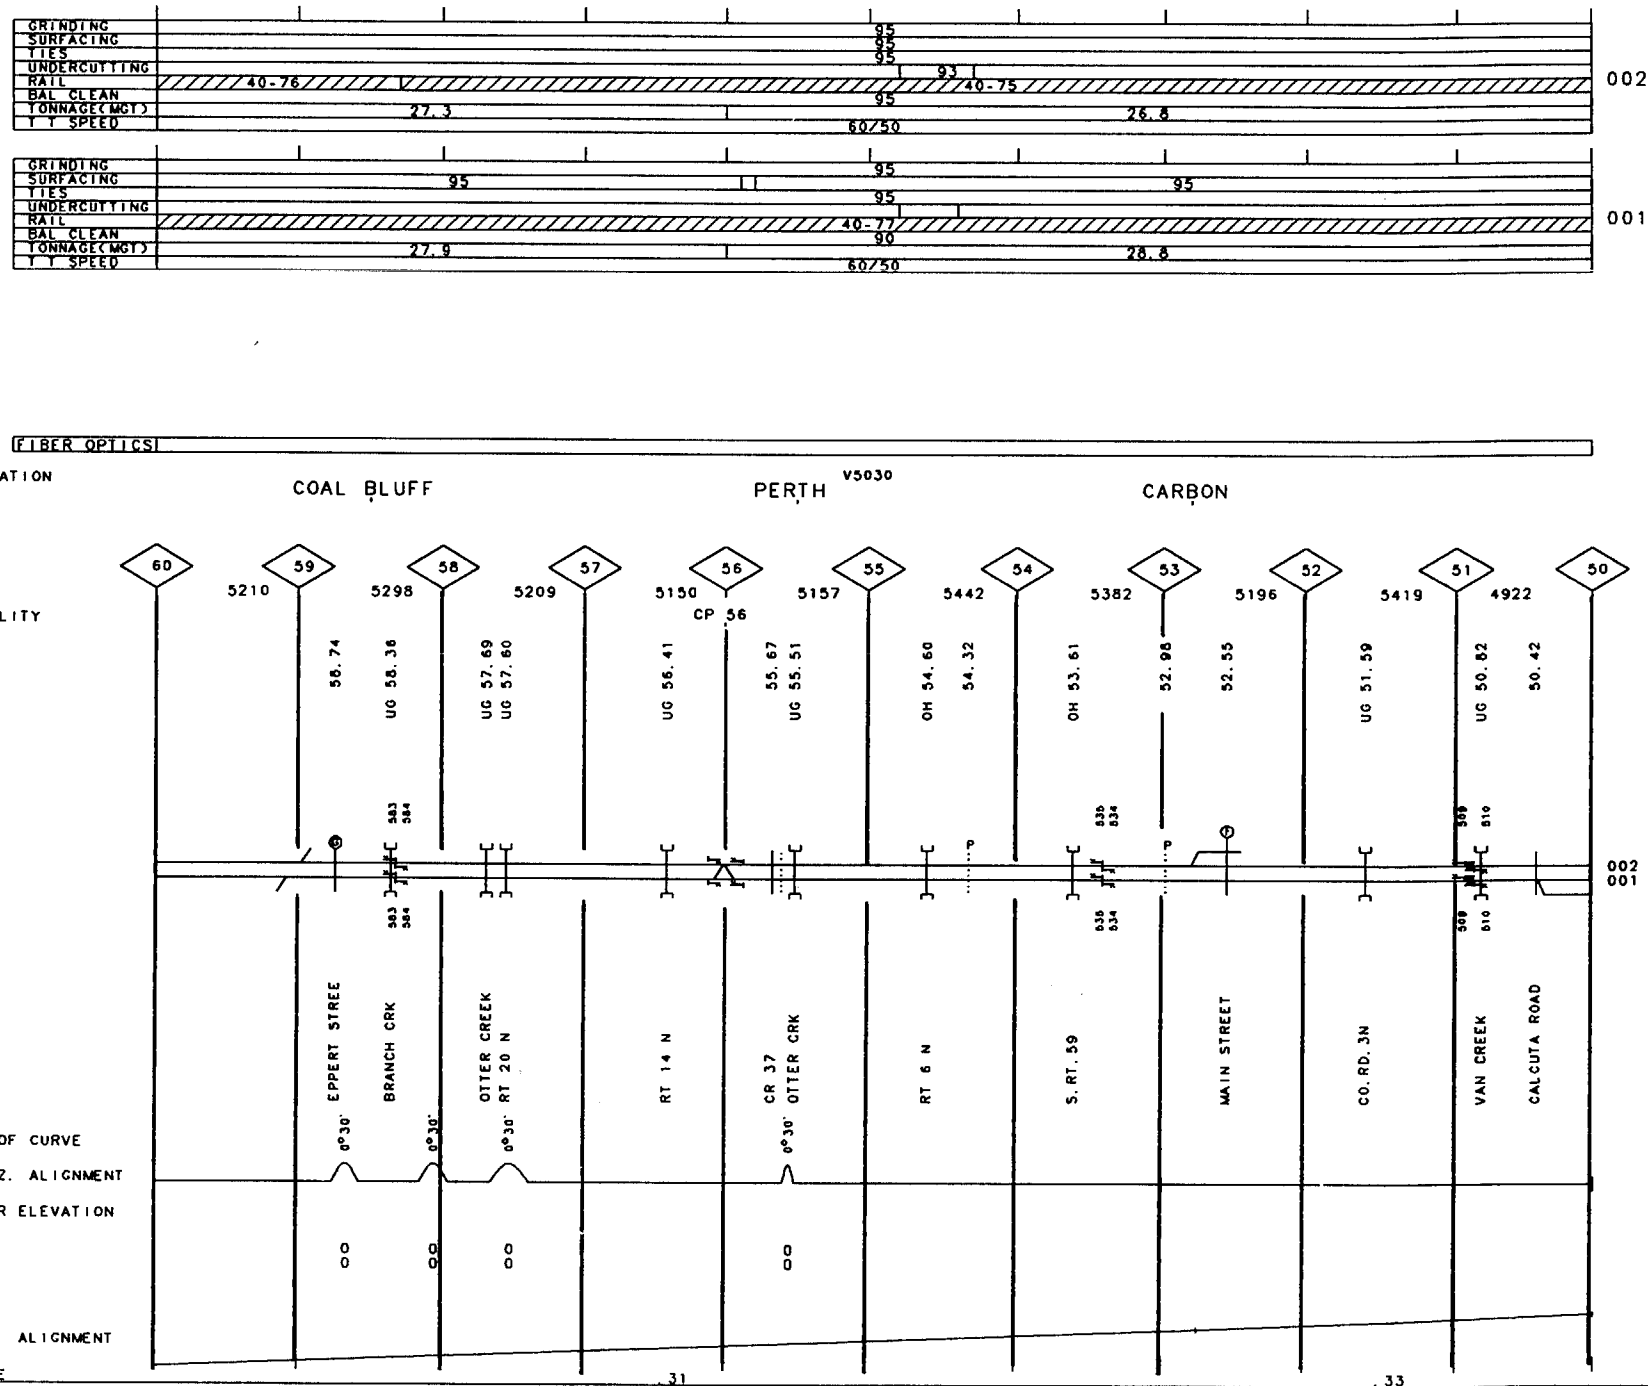 GRINDING 95
SURFACING 95
TIES 95
UNDERCUTTING 93
RAIL 40-76 40-75
BAL CLEAN 95
TONNAGE(MGT) 27.3 26.8
T T SPEED 60/50
002
GRINDING 95
SURFACING 95 95
TIES 95
UNDERCUTTING
RAIL 40-77
BAL CLEAN 90
TONNAGE(MGT) 27.9 28.8
T T SPEED 60/50
001
FIBER OPTICS
ATION
COAL BLUFF PERTH V5030 CARBON
60 59 58 57 56 55 54 53 52 51 50
5210 5298 5209 5150 5157 5442 5382 5196 5419 4922
LITY
CP 56
58.74 UG 58.36 UG 57.69 UG 57.60 UG 56.41 55.67 UG 55.51 OH 54.60 54.32 OH 53.61 52.98 52.55 UG 51.59 UG 50.82 50.42
583 584 535 534 509 510
P P
002
001
583 584 535 534 509 510
EPPERT STREE BRANCH CRK OTTER CREEK RT 20 N RT 14 N CR 37 OTTER CRK RT 6 N S.RT.59 MAIN STREET CO.RD.3N VAN CREEK CALCUTA ROAD
OF CURVE 0°30' 0°30' 0°30' 0°30'
Z. ALIGNMENT
R ELEVATION
0 0 0 0
0 0 0 0
ALIGNMENT
E .31 .33